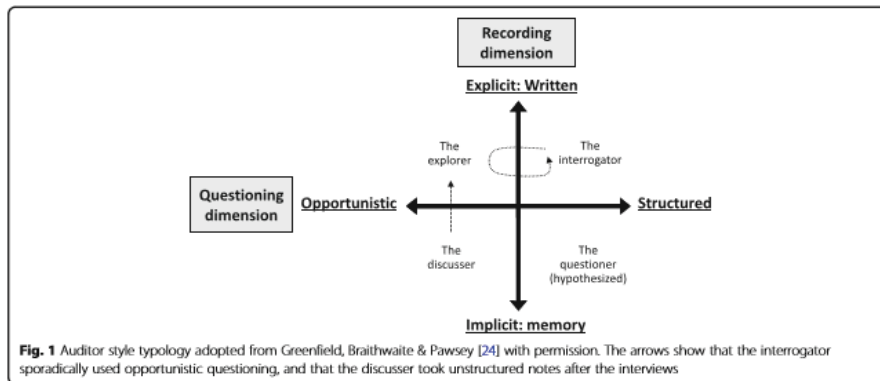 Recording
dimension
Explicit: Written
The
explorer
The
interrogator
Questioning
dimension
Opportunistic
Structured
The
discusser
The
questioner
(hypothesized)
Implicit: memory
Fig. 1 Auditor style typology adopted from Greenfield, Braithwaite & Pawsey [24] with permission. The arrows show that the interrogator
sporadically used opportunistic questioning, and that the discusser took unstructured notes after the interviews